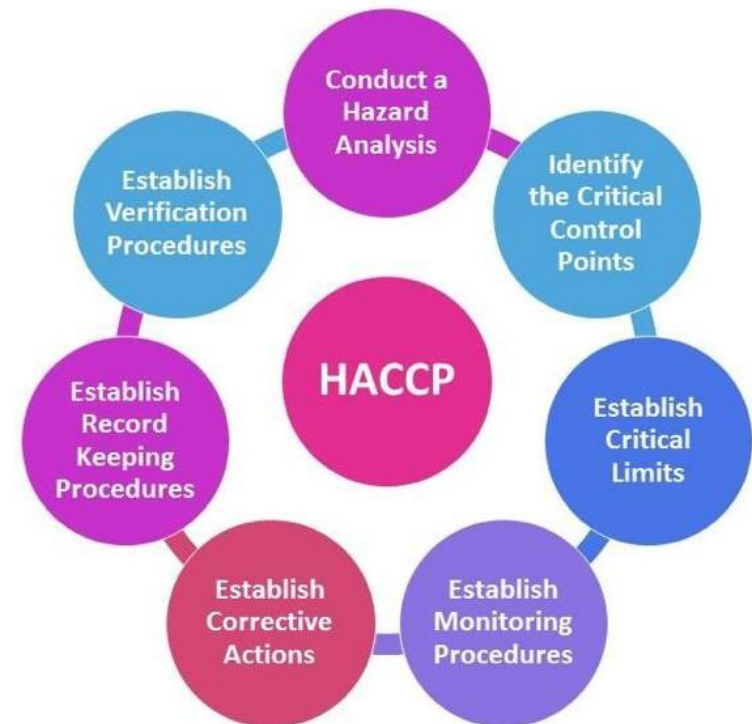 Conduct a
Hazard
Analysis
Identify
the Critical
Control
Points
Establish
Critical
Limits
Establish
Monitoring
Procedures
Establish
Corrective
Actions
Establish
Record
Keeping
Procedures
Establish
Verification
Procedures
HACCP